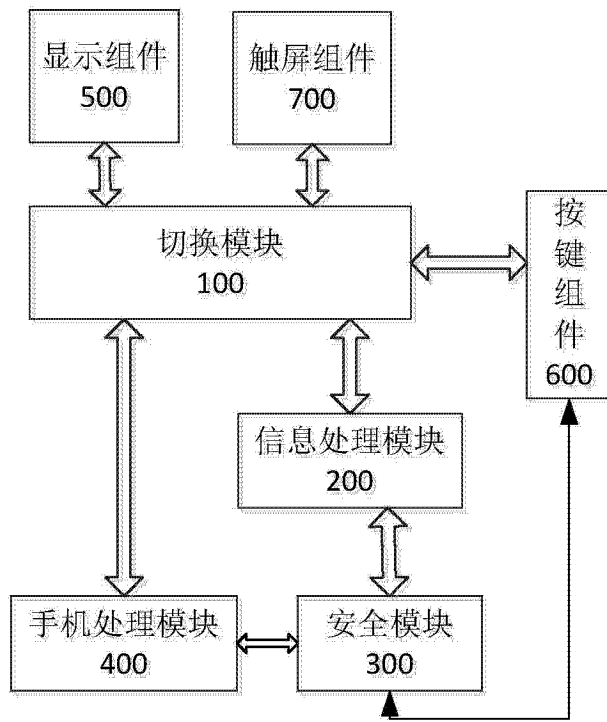 显示组件
500
触屏组件
700
切换模块
100
按
键
组
件
600
信息处理模块
200
手机处理模块
400
安全模块
300